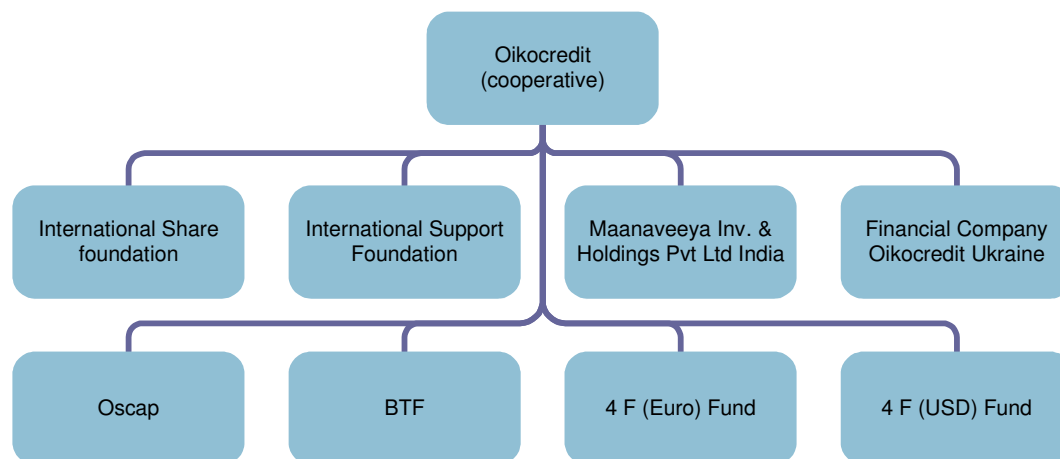 Oikocredit
(cooperative)
International Share
foundation
International Support
Foundation
Maanaveeya Inv. &
Holdings Pvt Ltd India
Financial Company
Oikocredit Ukraine
Oscap
BTF
4 F (Euro) Fund
4 F (USD) Fund